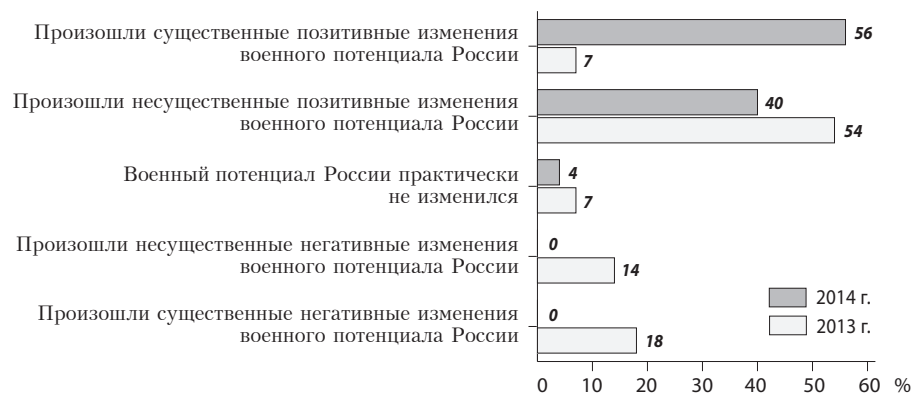 Произошли существенные позитивные изменения
военного потенциала России
56
7
Произошли несущественные позитивные изменения
военного потенциала России
40
54
Военный потенциал России практически
не изменился
4
7
Произошли несущественные негативные изменения
военного потенциала России
0
14
Произошли существенные негативные изменения
военного потенциала России
0
18
2014 г.
2013 г.
0 10 20 30 40 50 60 %